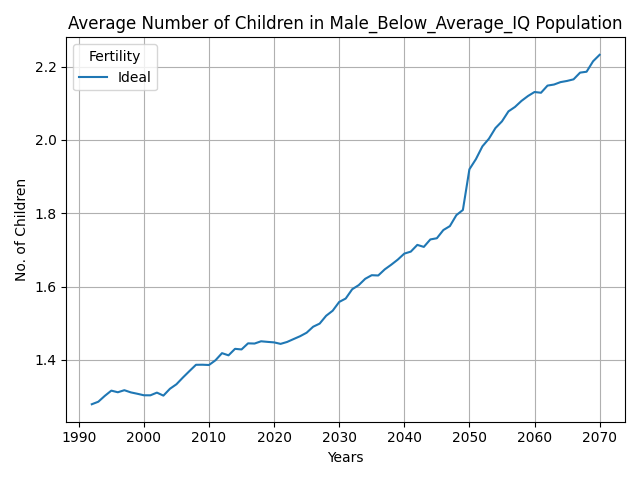 Average Number of Children in Male_Below_Average_IQ Population
Fertility
Ideal
No. of Children
2.2
2.0
1.8
1.6
1.4
1990 2000 2010 2020 2030 2040 2050 2060 2070
Years